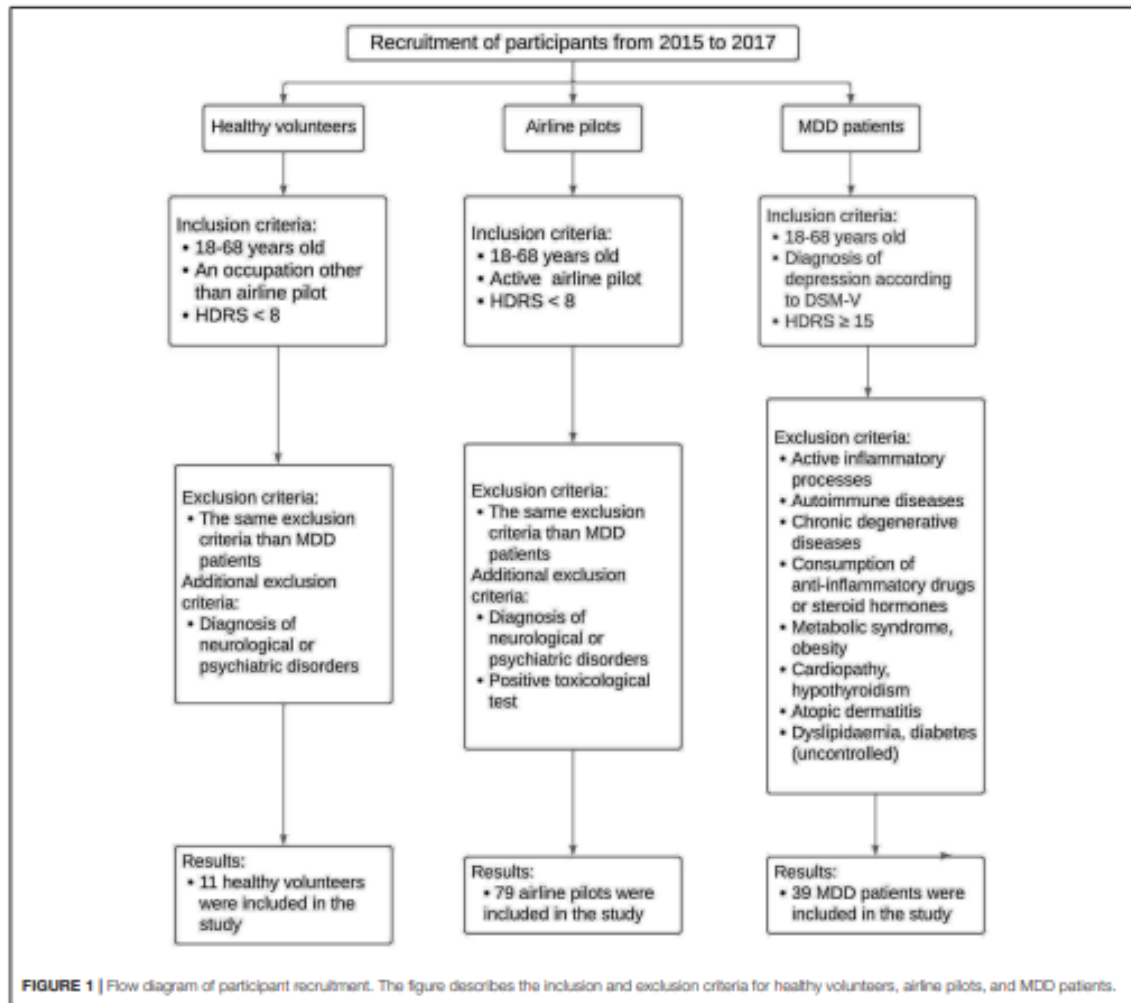 Recruitment of participants from 2015 to 2017
Healthy volunteers
Airline pilots
MDD patients
Inclusion criteria:
• 18-68 years old
• An occupation other
than airline pilot
• HDRS < 8
Inclusion criteria:
• 18-68 years old
• Active airline pilot
• HDRS < 8
Inclusion criteria:
• 18-68 years old
• Diagnosis of
depression according
to DSM-V
• HDRS ≥ 15
Exclusion criteria:
• The same exclusion
criteria than MDD
patients
Additional exclusion
criteria:
• Diagnosis of
neurological or
psychiatric disorders
Exclusion criteria:
• The same exclusion
criteria than MDD
patients
Additional exclusion
criteria:
• Diagnosis of
neurological or
psychiatric disorders
• Positive toxicological
test
Exclusion criteria:
• Active inflammatory
processes
• Autoimmune diseases
• Chronic degenerative
diseases
• Consumption of
anti-inflammatory drugs
or steroid hormones
• Metabolic syndrome,
obesity
• Cardiopathy,
hypothyroidism
• Atopic dermatitis
• Dyslipidaemia, diabetes
(uncontrolled)
Results:
• 11 healthy volunteers
were included in the
study
Results:
• 79 airline pilots were
included in the study
Results:
• 39 MDD patients were
included in the study
FIGURE 1 | Flow diagram of participant recruitment. The figure describes the inclusion and exclusion criteria for healthy volunteers, airline pilots, and MDD patients.